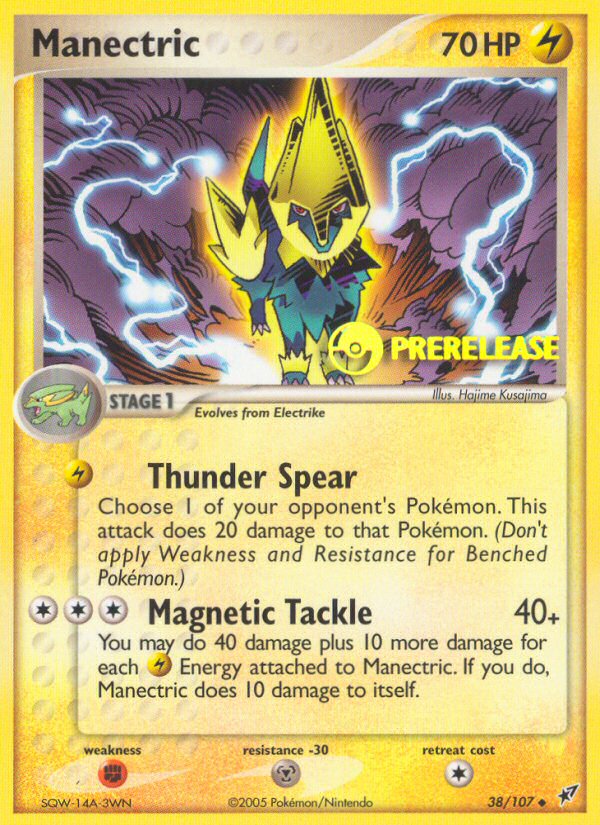 Manectric 70 HP
PRERELEASE
Illus. Hajime Kusajima
STAGE 1
Evolves from Electrike
Thunder Spear
Choose 1 of your opponent's Pokémon. This
attack does 20 damage to that Pokémon. (Don't
apply Weakness and Resistance for Benched
Pokémon.)
Magnetic Tackle 40+
You may do 40 damage plus 10 more damage for
each Energy attached to Manectric. If you do,
Manectric does 10 damage to itself.
weakness resistance -30 retreat cost
SQW-14A-3WN ©2005 Pokémon/Nintendo 38/107